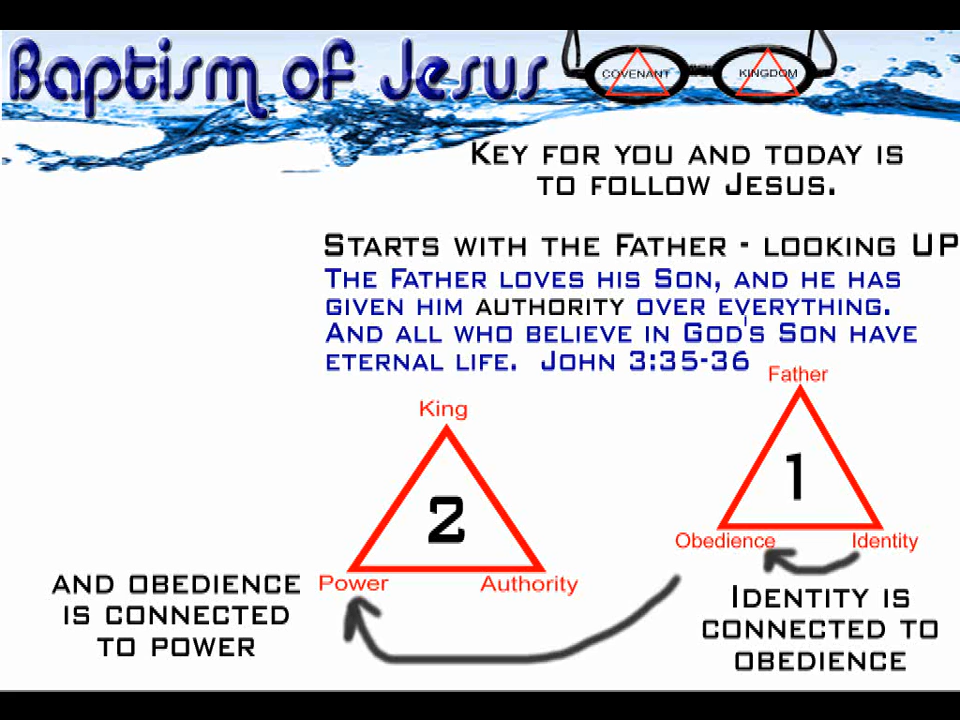 Baptism of Jesus
COVENANT KINGDOM
KEY FOR YOU AND TODAY IS
TO FOLLOW JESUS.
STARTS WITH THE FATHER - LOOKING UP
THE FATHER LOVES HIS SON, AND HE HAS
GIVEN HIM AUTHORITY OVER EVERYTHING.
AND ALL WHO BELIEVE IN GOD'S SON HAVE
ETERNAL LIFE. JOHN 3:35-36
Father
King
1
2
Obedience Identity
Power Authority
AND OBEDIENCE
IS CONNECTED
TO POWER
IDENTITY IS
CONNECTED TO
OBEDIENCE